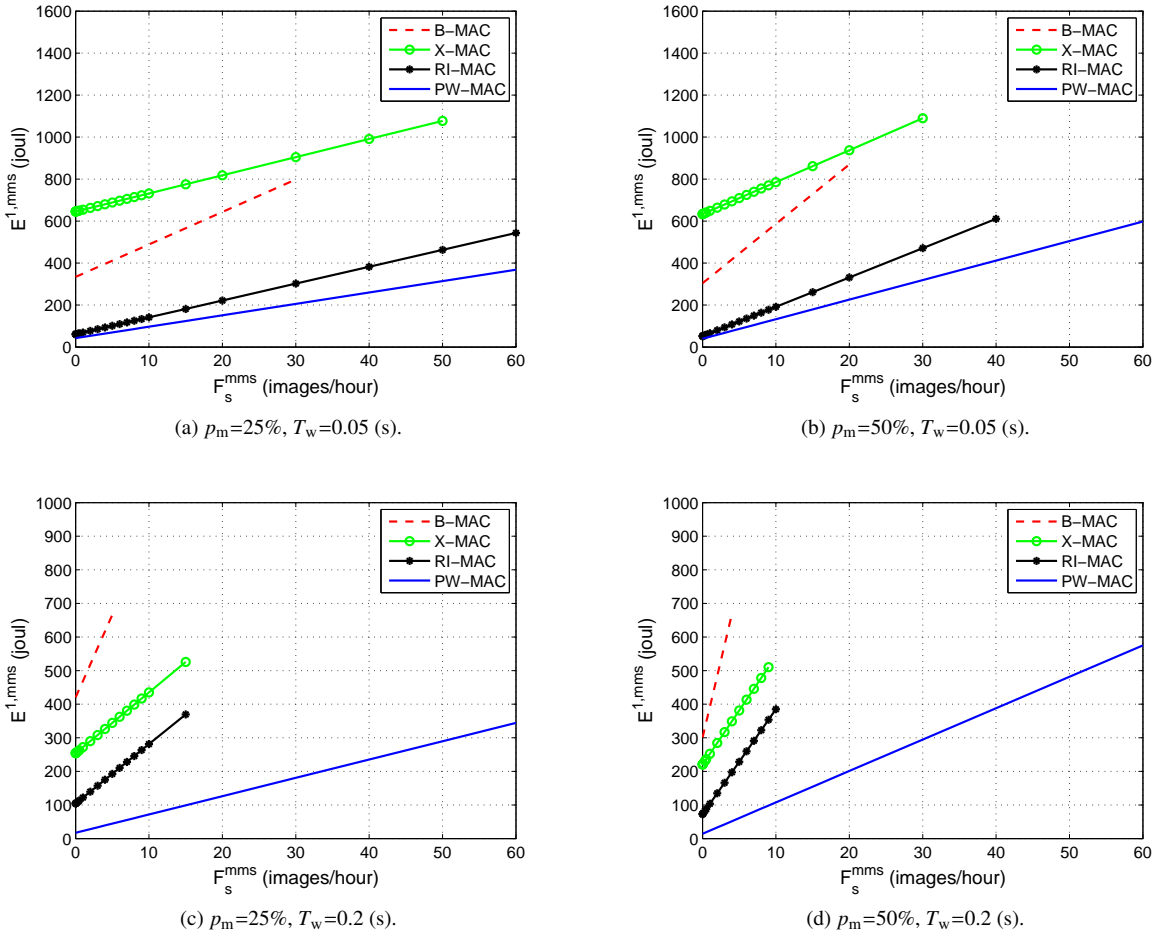 1600
1400
1200
1000
800
600
400
200
0
E^{1,mms} (joul)
0 10 20 30 40 50 60
F_s^{mms} (images/hour)
B−MAC
X−MAC
RI−MAC
PW−MAC
(a) p_m=25%, T_w=0.05 (s).
1600
1400
1200
1000
800
600
400
200
0
E^{1,mms} (joul)
0 10 20 30 40 50 60
F_s^{mms} (images/hour)
B−MAC
X−MAC
RI−MAC
PW−MAC
(b) p_m=50%, T_w=0.05 (s).
1000
900
800
700
600
500
400
300
200
100
0
E^{1,mms} (joul)
0 10 20 30 40 50 60
F_s^{mms} (images/hour)
B−MAC
X−MAC
RI−MAC
PW−MAC
(c) p_m=25%, T_w=0.2 (s).
1000
900
800
700
600
500
400
300
200
100
0
E^{1,mms} (joul)
0 10 20 30 40 50 60
F_s^{mms} (images/hour)
B−MAC
X−MAC
RI−MAC
PW−MAC
(d) p_m=50%, T_w=0.2 (s).